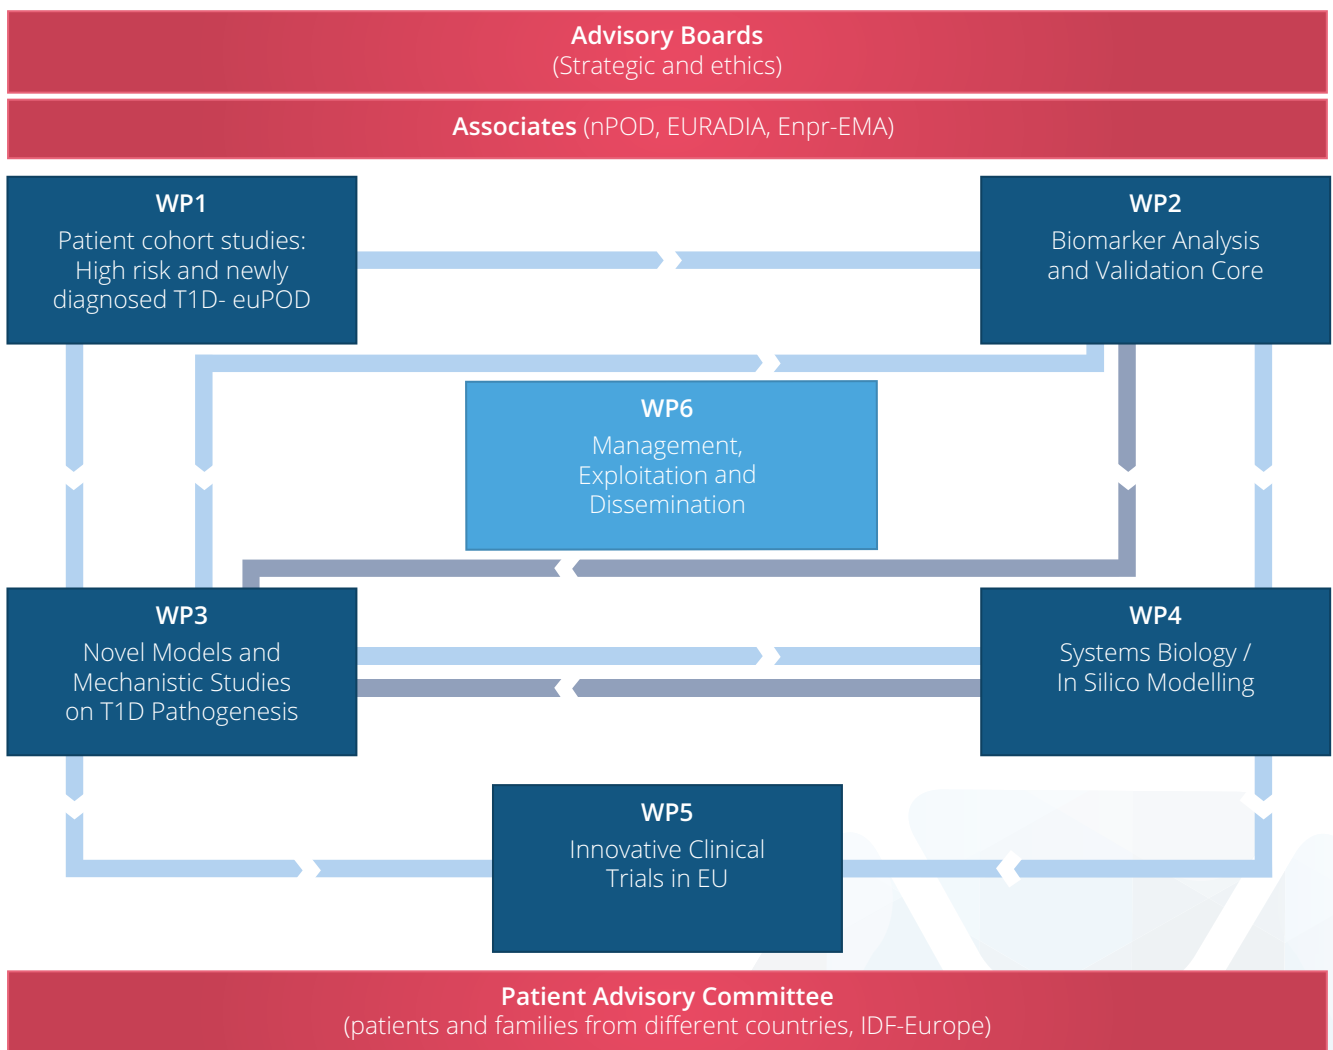 Advisory Boards
(Strategic and ethics)
Associates (nPOD, EURADIA, Enpr-EMA)
WP1
Patient cohort studies:
High risk and newly
diagnosed T1D- euPOD
WP2
Biomarker Analysis
and Validation Core
WP6
Management,
Exploitation and
Dissemination
WP3
Novel Models and
Mechanistic Studies
on T1D Pathogenesis
WP4
Systems Biology /
In Silico Modelling
WP5
Innovative Clinical
Trials in EU
Patient Advisory Committee
(patients and families from different countries, IDF-Europe)